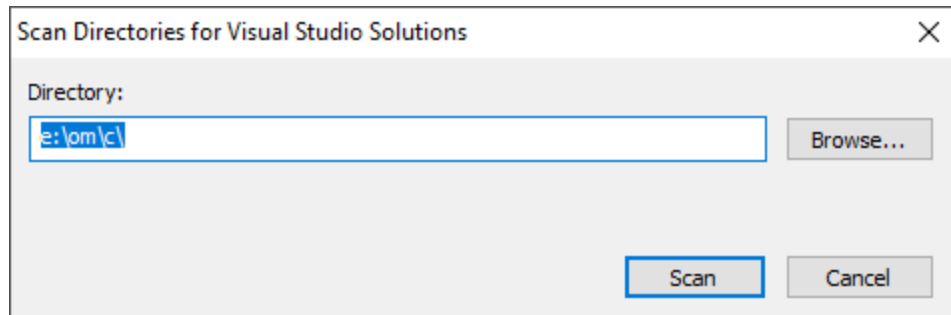 Scan Directories for Visual Studio Solutions
Directory:
e:\om\c\
Browse...
Scan
Cancel